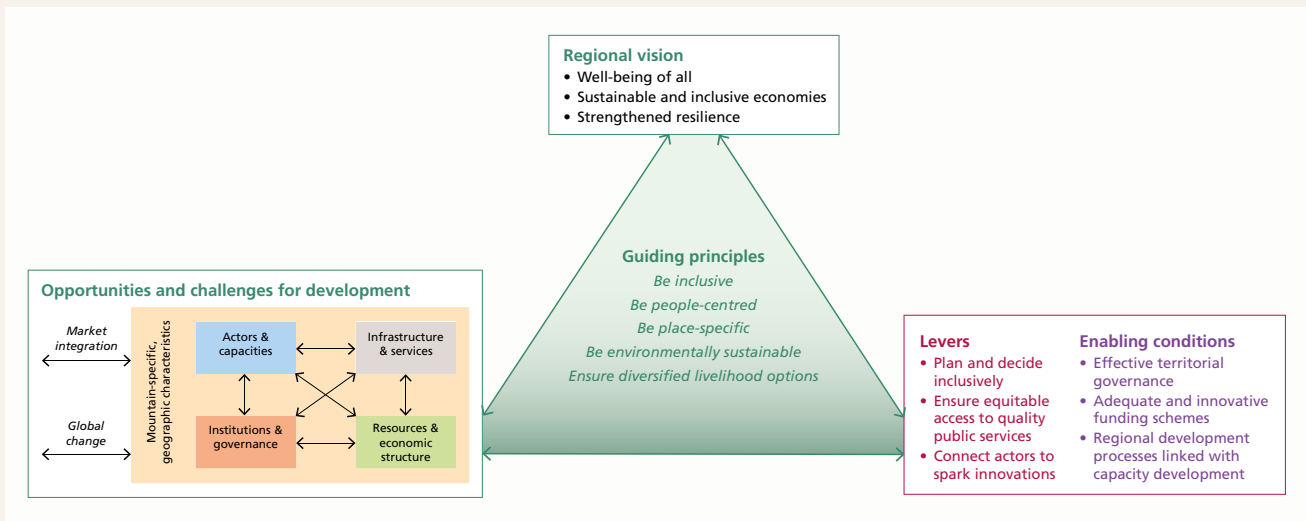 Regional vision
• Well-being of all
• Sustainable and inclusive economies
• Strengthened resilience
Guiding principles
Be inclusive
Be people-centred
Be place-specific
Be environmentally sustainable
Ensure diversified livelihood options
Opportunities and challenges for development
Market
integration
Global
change
Mountain-specific,
geographic characteristics
Actors &
capacities
Infrastructure
& services
Institutions &
governance
Resources &
economic
structure
Levers
• Plan and decide
inclusively
• Ensure equitable
access to quality
public services
• Connect actors to
spark innovations
Enabling conditions
• Effective territorial
governance
• Adequate and innovative
funding schemes
• Regional development
processes linked with
capacity development